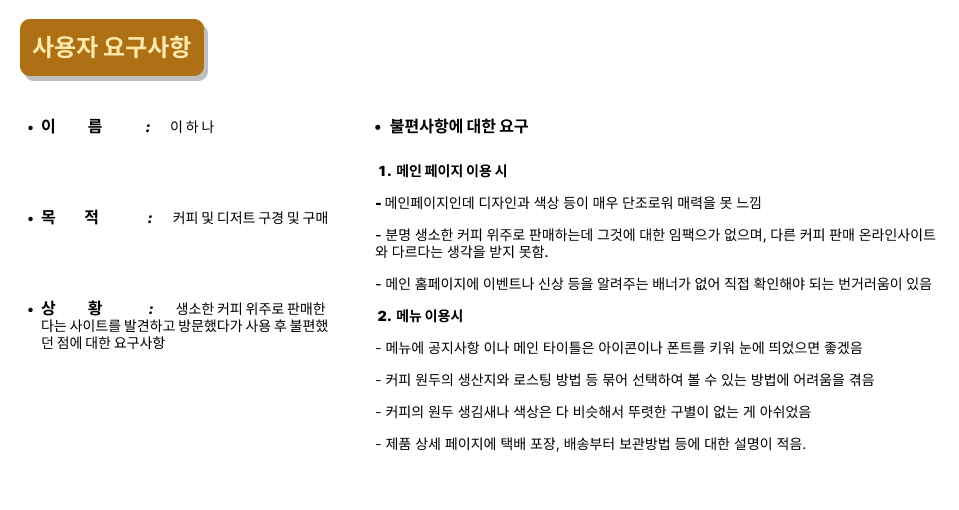 사용자 요구사항
• 이 름 : 이 하 나
• 목 적 : 커피 및 디저트 구경 및 구매
• 상 황 : 생소한 커피 위주로 판매한
다는 사이트를 발견하고 방문했다가 사용 후 불편했
던 점에 대한 요구사항
• 불편사항에 대한 요구
1. 메인 페이지 이용 시
- 메인페이지인데 디자인과 색상 등이 매우 단조로워 매력을 못 느낌
- 분명 생소한 커피 위주로 판매하는데 그것에 대한 임팩으가 없으며, 다른 커피 판매 온라인사이트
와 다르다는 생각을 받지 못함.
- 메인 홈페이지에 이벤트나 신상 등을 알려주는 배너가 없어 직접 확인해야 되는 번거러움이 있음
2. 메뉴 이용시
- 메뉴에 공지사항 이나 메인 타이틀은 아이콘이나 폰트를 키워 눈에 띄었으면 좋겠음
- 커피 원두의 생산지와 로스팅 방법 등 묶어 선택하여 볼 수 있는 방법에 어려움을 겪음
- 커피의 원두 생김새나 색상은 다 비슷해서 뚜렷한 구별이 없는 게 아쉬었음
- 제품 상세 페이지에 택배 포장, 배송부터 보관방법 등에 대한 설명이 적음.